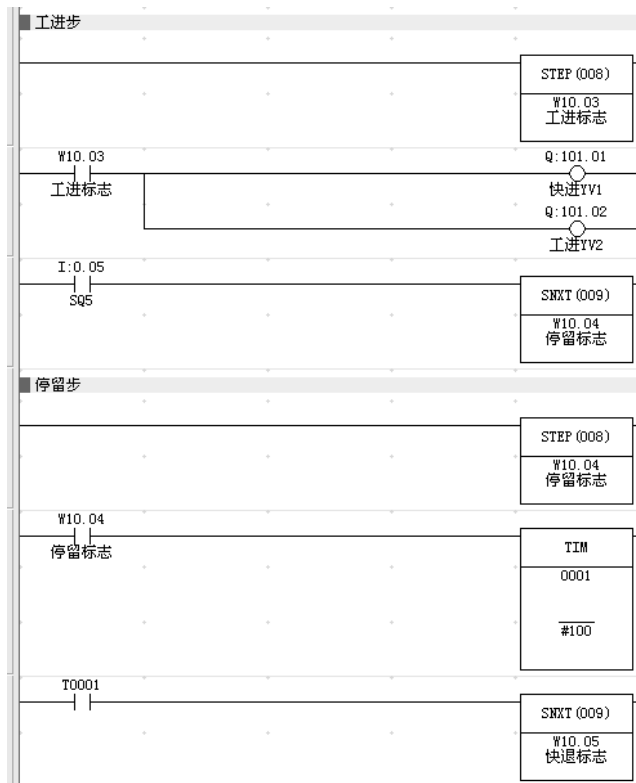 工进步
STEP(008)
W10.03
工进标志
W10.03
工进标志
Q:101.01
快进YV1
Q:101.02
工进YV2
I:0.05
SQ5
SNXT(009)
W10.04
停留标志
停留步
STEP(008)
W10.04
停留标志
W10.04
停留标志
TIM
0001
#100
T0001
SNXT(009)
W10.05
快退标志